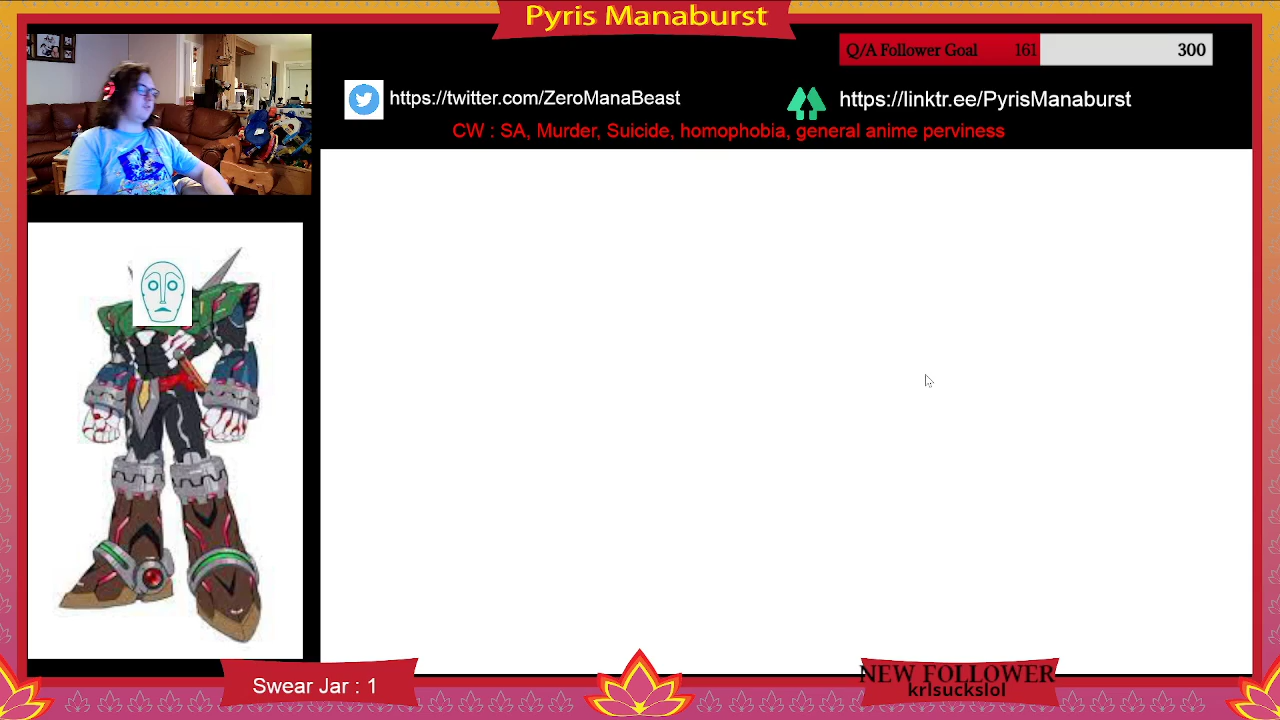 Pyris Manaburst
Q/A Follower Goal 161 300
https://twitter.com/ZeroManaBeast
https://linktr.ee/PyrisManaburst
CW : SA, Murder, Suicide, homophobia, general anime perviness
Swear Jar : 1
NEW FOLLOWER
krlsuckslol